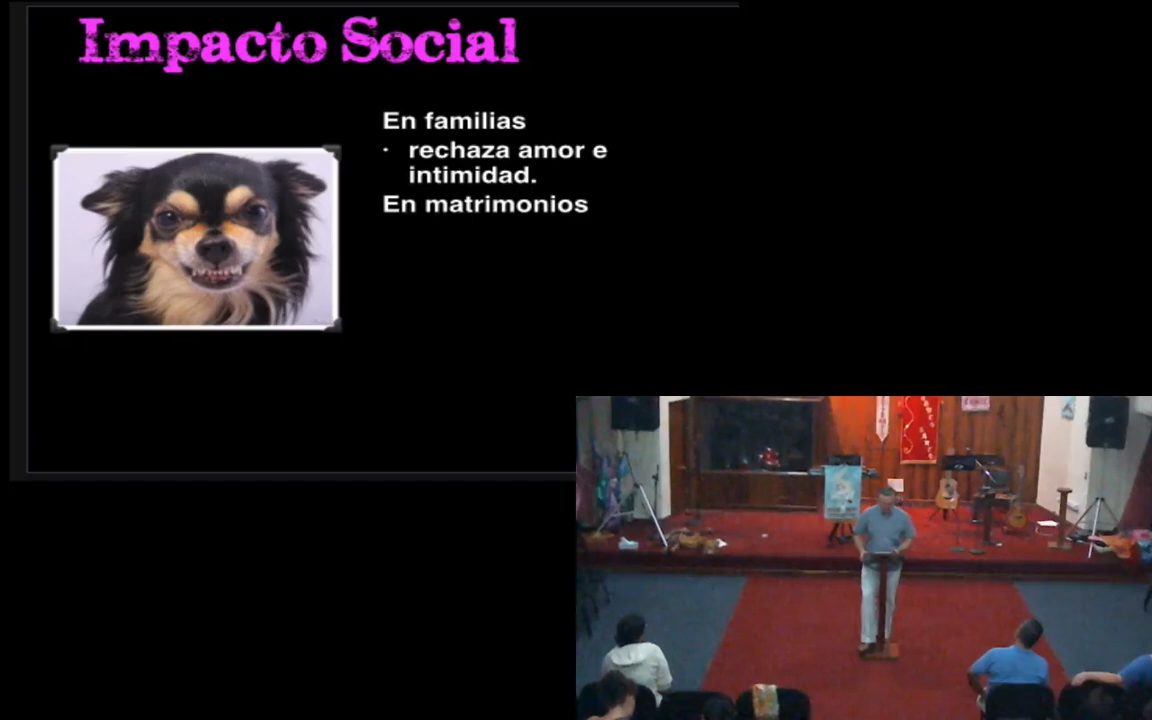 Impacto Social
En familias
· rechaza amor e
intimidad.
En matrimonios